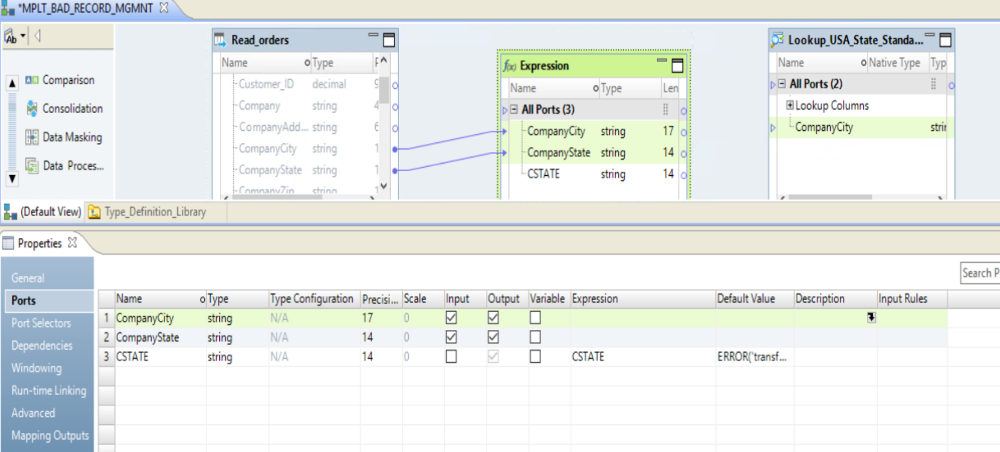 *MPLT_BAD_RECORD_MGMNT
Ab
Comparison
Consolidation
Data Masking
Data Proces...
Read_orders
Name Type
Customer_ID decimal 9
Company string 4
CompanyAdd... string 6
CompanyCity string 1
CompanyState string 1
CompanyZip string 1
f(x) Expression
Name Type Len
All Ports (3)
CompanyCity string 17
CompanyState string 14
CSTATE string 14
Lookup_USA_State_Standa...
Name Native Type Typ
All Ports (2)
Lookup Columns
CompanyCity strin
(Default View) Type_Definition_Library
Properties
General
Ports
Port Selectors
Dependencies
Windowing
Run-time Linking
Advanced
Mapping Outputs
Search P
Name Type Type Configuration Precisi... Scale Input Output Variable Expression Default Value Description Input Rules
1 CompanyCity string N/A 17 0
2 CompanyState string N/A 14 0
3 CSTATE string N/A 14 0 CSTATE ERROR('transf...